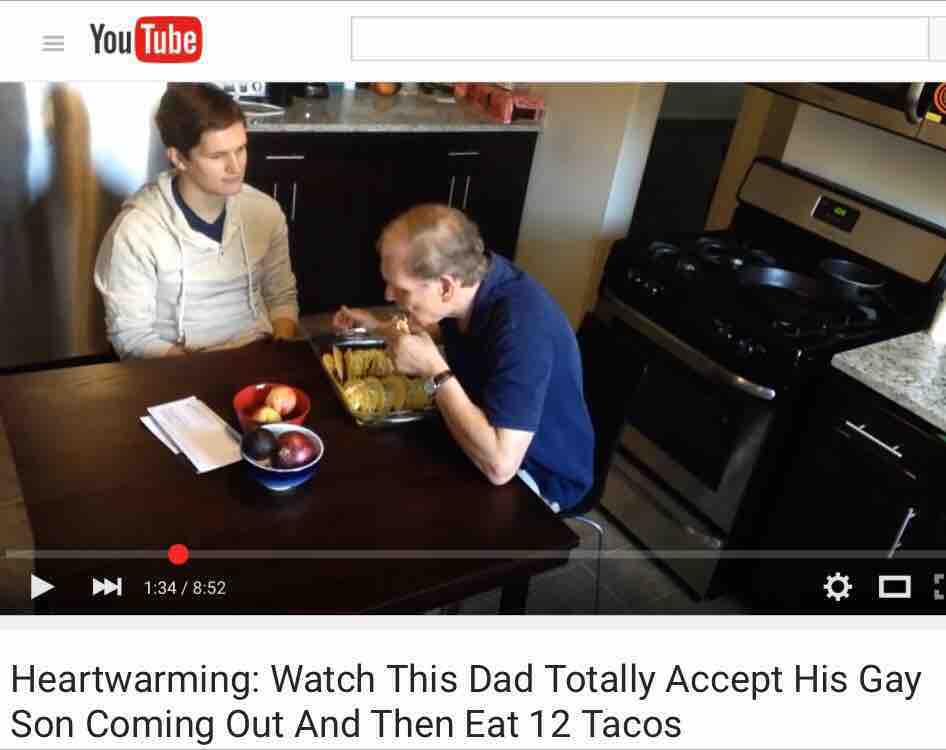 YouTube
1:34 / 8:52
Heartwarming: Watch This Dad Totally Accept His Gay
Son Coming Out And Then Eat 12 Tacos